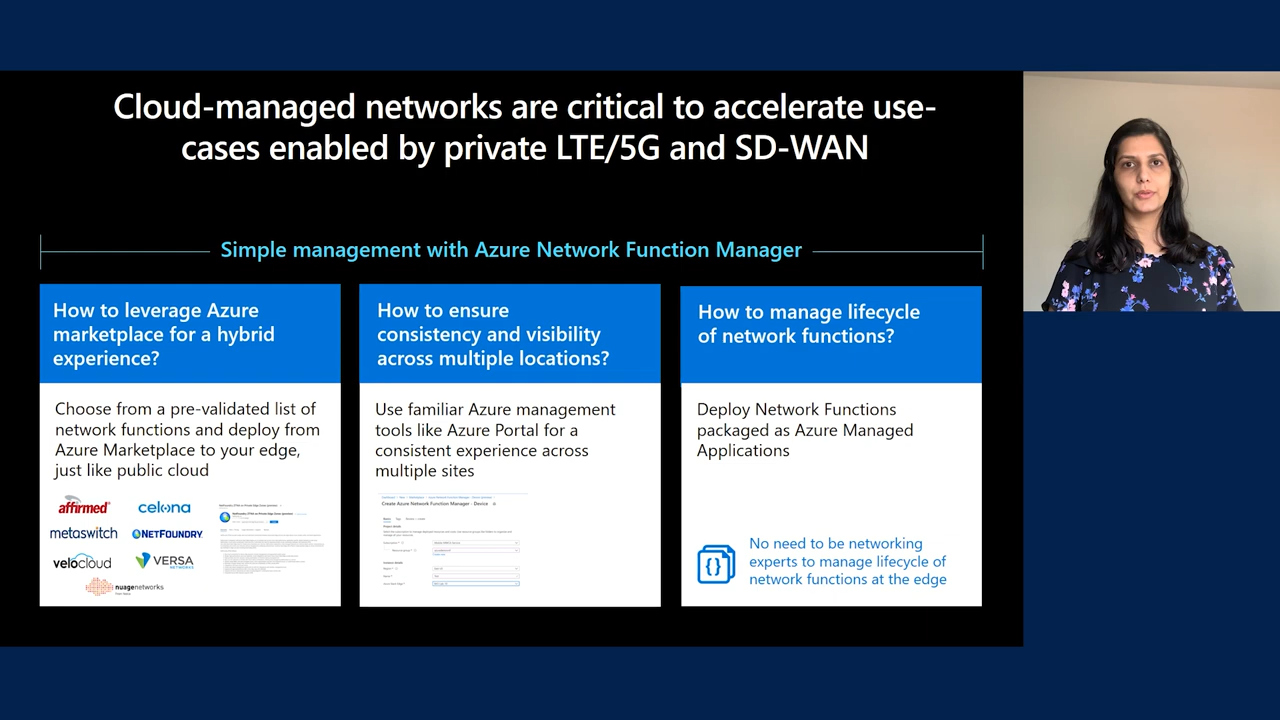 Cloud-managed networks are critical to accelerate use-
cases enabled by private LTE/5G and SD-WAN
Simple management with Azure Network Function Manager
How to leverage Azure
marketplace for a hybrid
experience?
Choose from a pre-validated list of
network functions and deploy from
Azure Marketplace to your edge,
just like public cloud
affirmed
celona
metaswitch
NETFOUNDRY
velocloud
VERSA
NETWORKS
nuagenetworks
How to ensure
consistency and visibility
across multiple locations?
Use familiar Azure management
tools like Azure Portal for a
consistent experience across
multiple sites
Create Azure Network Function Manager - Device
How to manage lifecycle
of network functions?
Deploy Network Functions
packaged as Azure Managed
Applications
{}
No need to be networking
experts to manage lifecycle of
network functions at the edge